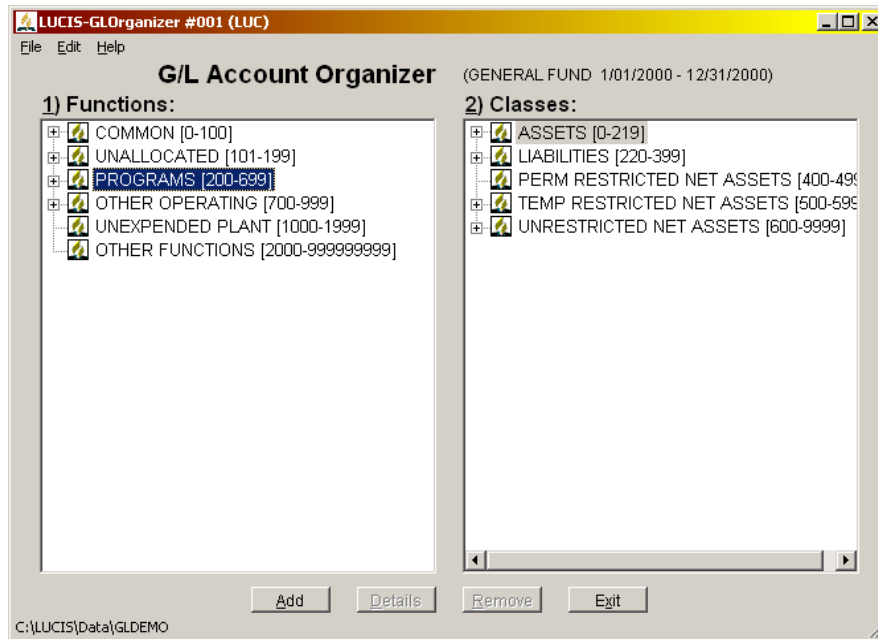 LUCIS-GLOrganizer #001 (LUC)
File Edit Help
G/L Account Organizer (GENERAL FUND 1/01/2000 - 12/31/2000)
1) Functions:
COMMON [0-100]
UNALLOCATED [101-199]
PROGRAMS [200-699]
OTHER OPERATING [700-999]
UNEXPENDED PLANT [1000-1999]
OTHER FUNCTIONS [2000-999999999]
2) Classes:
ASSETS [0-219]
LIABILITIES [220-399]
PERM RESTRICTED NET ASSETS [400-499
TEMP RESTRICTED NET ASSETS [500-599
UNRESTRICTED NET ASSETS [600-9999]
Add Details Remove Exit
C:\LUCIS\Data\GLDEMO